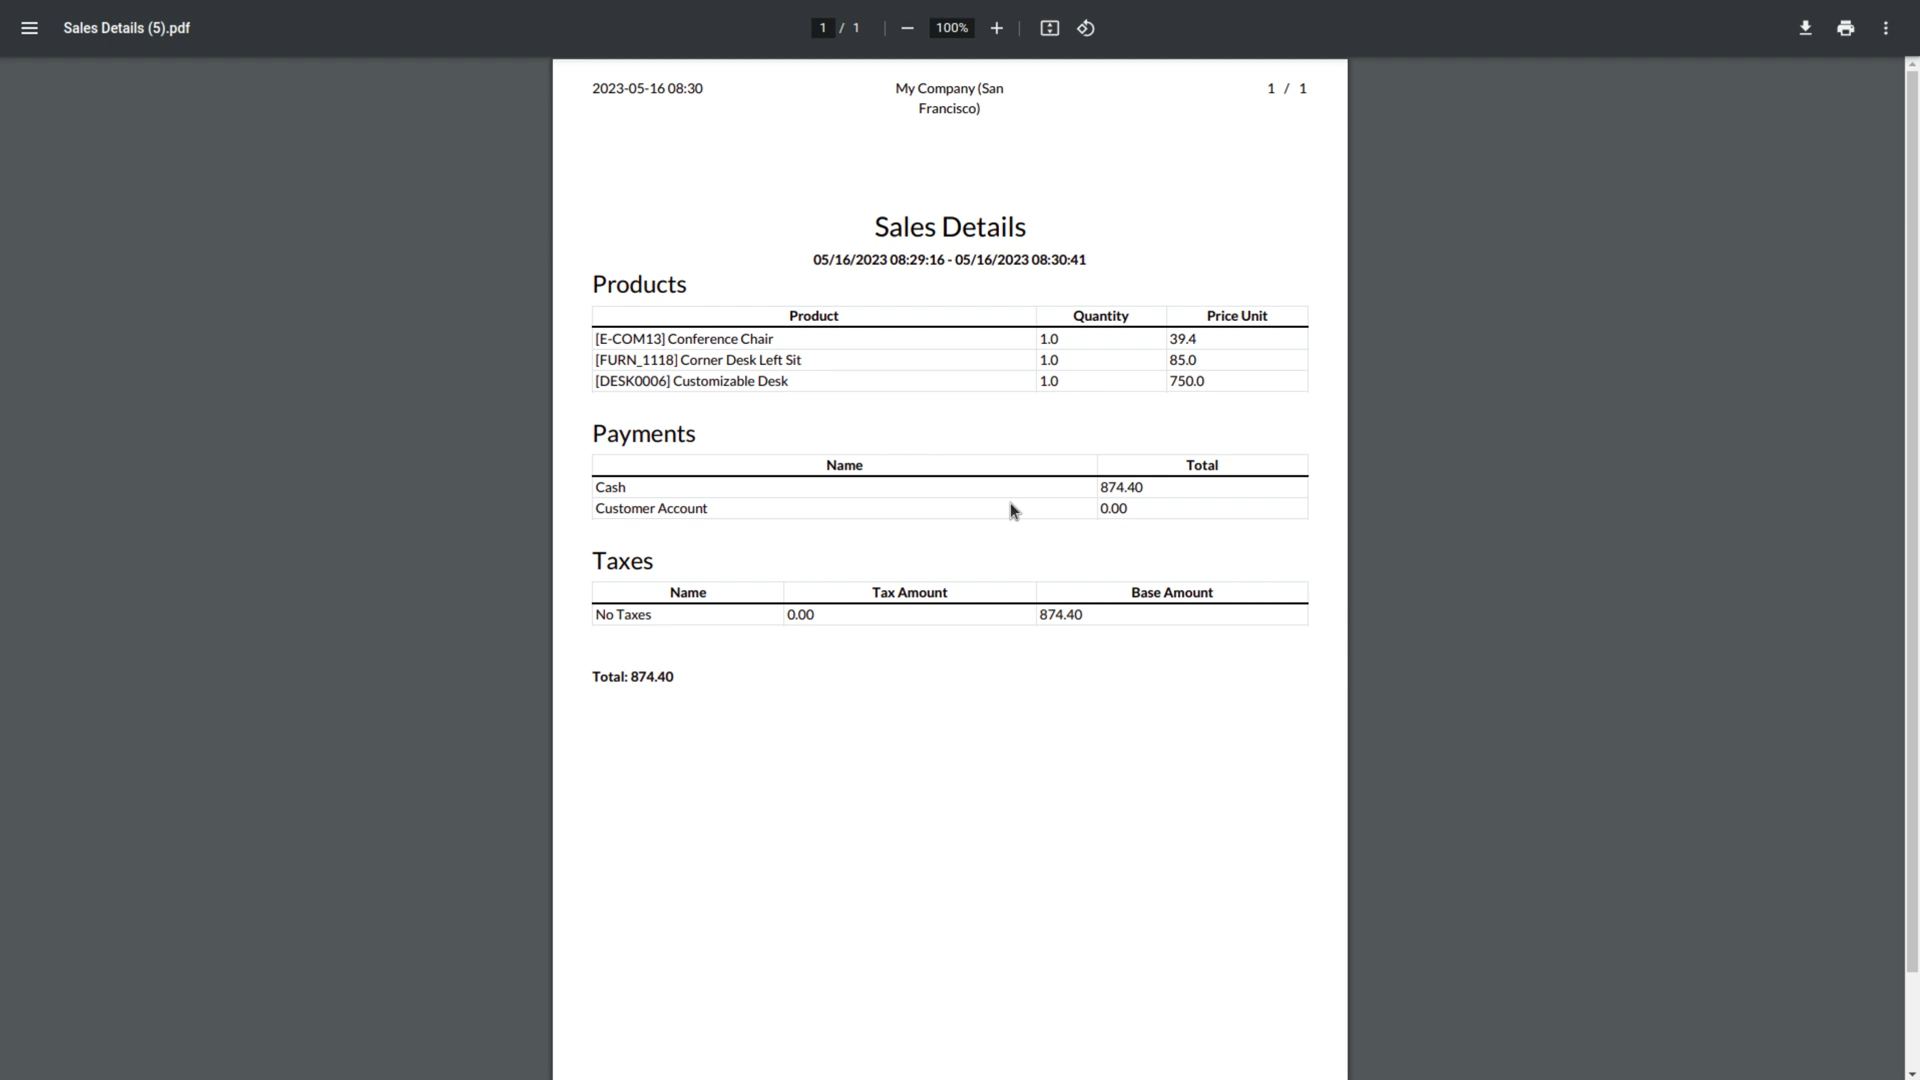 Sales Details (5).pdf
1 / 1
100%
2023-05-16 08:30
My Company (San
Francisco)
1 / 1
Sales Details
05/16/2023 08:29:16 - 05/16/2023 08:30:41
Products
Product Quantity Price Unit
[E-COM13] Conference Chair 1.0 39.4
[FURN_1118] Corner Desk Left Sit 1.0 85.0
[DESK0006] Customizable Desk 1.0 750.0
Payments
Name Total
Cash 874.40
Customer Account 0.00
Taxes
Name Tax Amount Base Amount
No Taxes 0.00 874.40
Total: 874.40